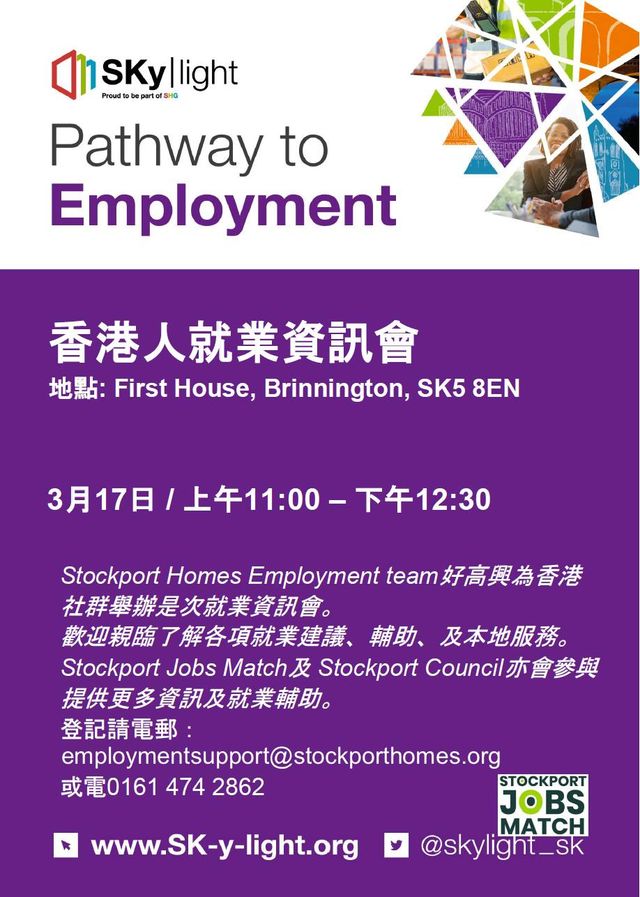 SKylight
Proud to be part of SHG
Pathway to
Employment
香港人就業資訊會
地點: First House, Brinnington, SK5 8EN
3月17日 / 上午11:00 – 下午12:30
Stockport Homes Employment team好高興為香港
社群舉辦是次就業資訊會。
歡迎親臨了解各項就業建議、輔助、及本地服務。
Stockport Jobs Match及 Stockport Council亦會參與
提供更多資訊及就業輔助。
登記請電郵：
employmentsupport@stockporthomes.org
或電0161 474 2862
STOCKPORT
JOBS
MATCH
www.SK-y-light.org
@skylight_sk